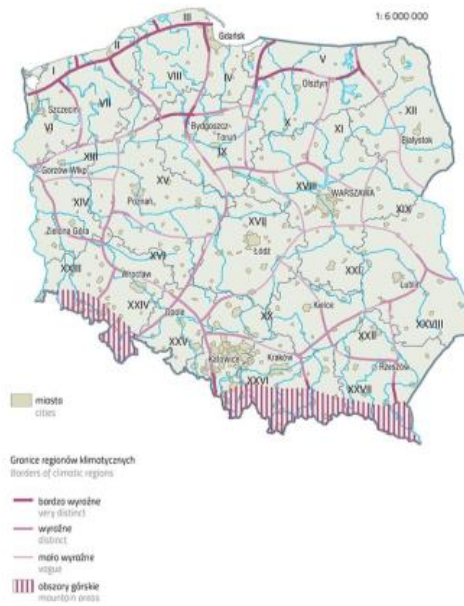 1: 6 000 000
III
Gdańsk
II
I
VIII
IV
V
Olsztyn
Szczecin
VII
VI
X
XII
Bydgoszcz-
Toruń
XI
Białystok
IX
XIII
Gorzów Wlkp.
XV
XVIII
XIV
Poznań
WARSZAWA
XIX
Zielona Góra
XVII
Łódź
XVI
XXIII
Wrocław
XXI
Lublin
XXIV
Kielce
Opole
XX
XXVIII
XXV
XXII
Katowice
Kraków
Rzeszów
XXVI
XXVII
miasta
cities
Granice regionów klimatycznych
Borders of climatic regions
bardzo wyraźne
very distinct
wyraźne
distinct
mało wyraźne
vague
obszary górskie
mountain areas